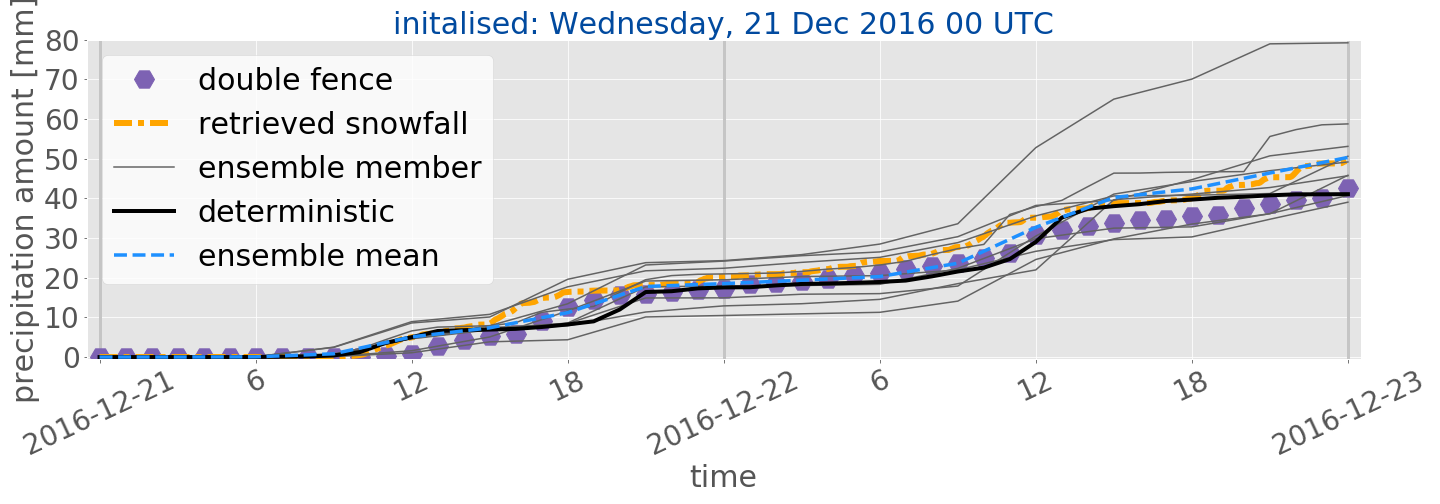 initalised: Wednesday, 21 Dec 2016 00 UTC
precipitation amount [mm]
80
70
60
50
40
30
20
10
0
double fence
retrieved snowfall
ensemble member
deterministic
ensemble mean
2016-12-21
6
12
18
2016-12-22
6
12
18
2016-12-23
time